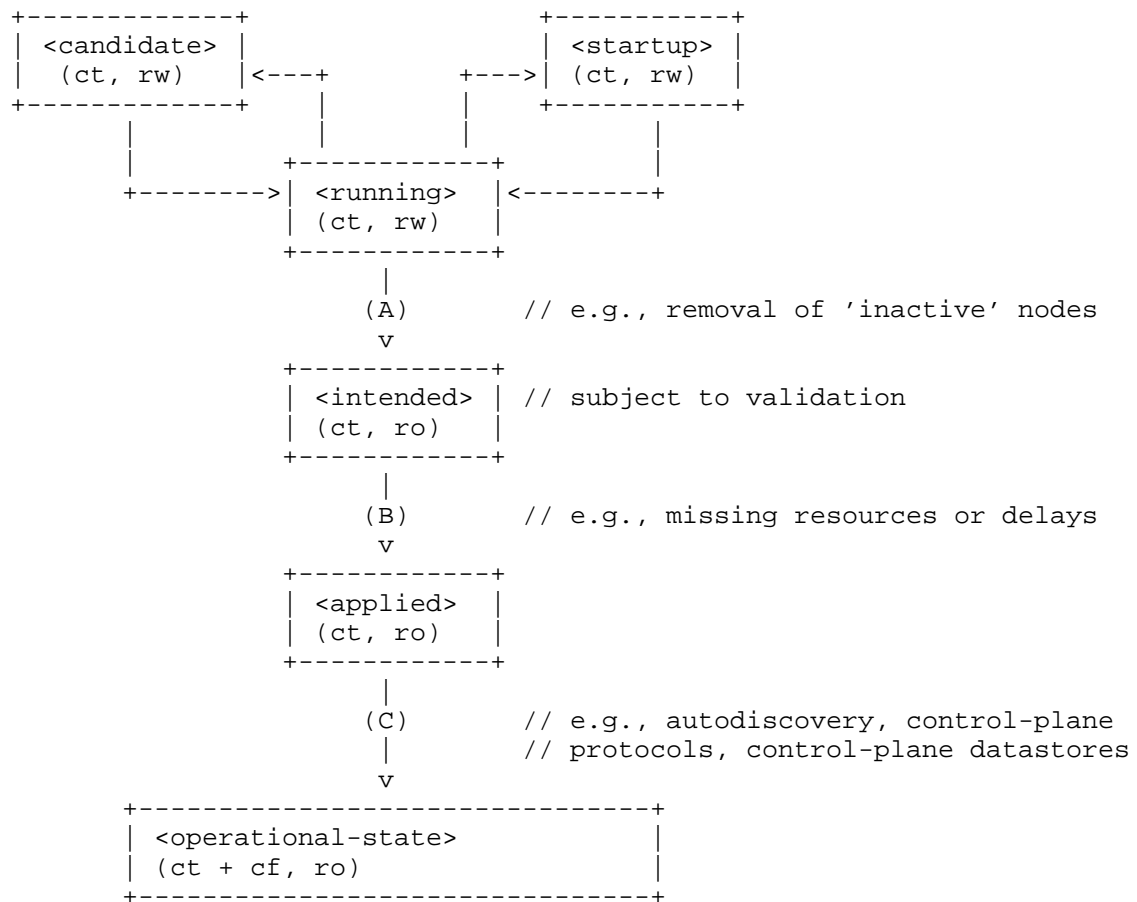 +-------------+                 +-----------+
| <candidate> |                 | <startup> |
|  (ct, rw)   |<---+       +--->| (ct, rw)  |
+-------------+    |       |    +-----------+
       |           |       |           |
       |         +------------+        |
       +-------->| <running>  |<-------+
                 | (ct, rw)   |
                 +------------+
                       |
                      (A)        // e.g., removal of ’inactive’ nodes
                       v
                 +------------+
                 | <intended> | // subject to validation
                 | (ct, ro)   |
                 +------------+
                       |
                      (B)        // e.g., missing resources or delays
                       v
                 +------------+
                 | <applied>  |
                 | (ct, ro)   |
                 +------------+
                       |
                      (C)        // e.g., autodiscovery, control-plane
                       |         // protocols, control-plane datastores
                       v
       +--------------------------------+
       | <operational-state>            |
       | (ct + cf, ro)                  |
       +--------------------------------+